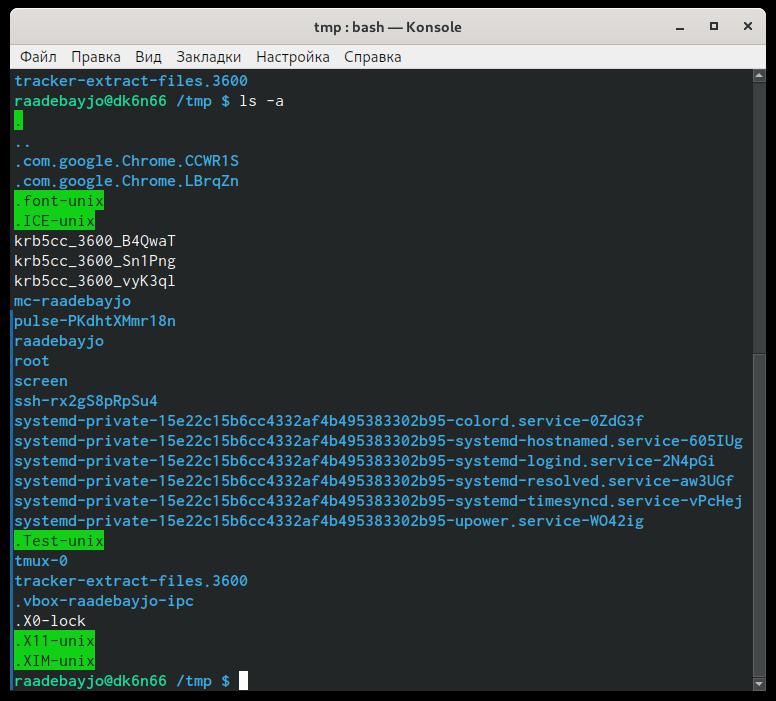 tmp : bash — Konsole
Файл Правка Вид Закладки Настройка Справка
tracker-extract-files.3600
raadebayjo@dk6n66 /tmp $ ls -a
.
..
.com.google.Chrome.CCWR1S
.com.google.Chrome.LBrqZn
.font-unix
.ICE-unix
krb5cc_3600_B4QwaT
krb5cc_3600_Sn1Png
krb5cc_3600_vyK3ql
mc-raadebayjo
pulse-PKdhtXMmr18n
raadebayjo
root
screen
ssh-rx2gS8pRpSu4
systemd-private-15e22c15b6cc4332af4b495383302b95-colord.service-0ZdG3f
systemd-private-15e22c15b6cc4332af4b495383302b95-systemd-hostnamed.service-605IUg
systemd-private-15e22c15b6cc4332af4b495383302b95-systemd-logind.service-2N4pGi
systemd-private-15e22c15b6cc4332af4b495383302b95-systemd-resolved.service-aw3UGf
systemd-private-15e22c15b6cc4332af4b495383302b95-systemd-timesyncd.service-vPcHej
systemd-private-15e22c15b6cc4332af4b495383302b95-upower.service-WO42ig
.Test-unix
tmux-0
tracker-extract-files.3600
.vbox-raadebayjo-ipc
.X0-lock
.X11-unix
.XIM-unix
raadebayjo@dk6n66 /tmp $